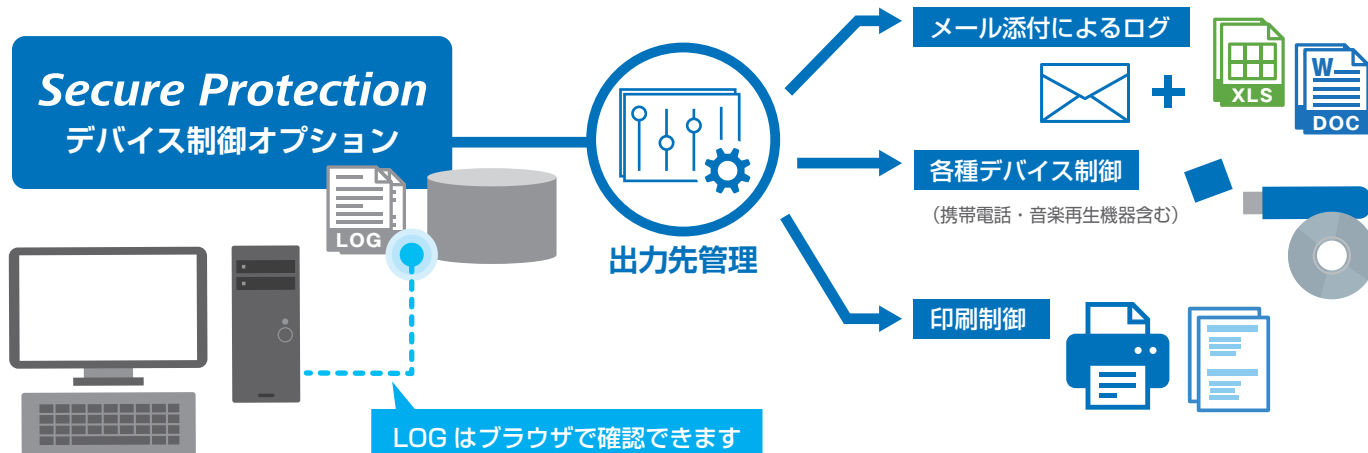 Secure Protection
デバイス制御オプション
LOG
LOG はブラウザで確認できます
出力先管理
メール添付によるログ
XLS
W
DOC
各種デバイス制御
（携帯電話・音楽再生機器含む）
印刷制御